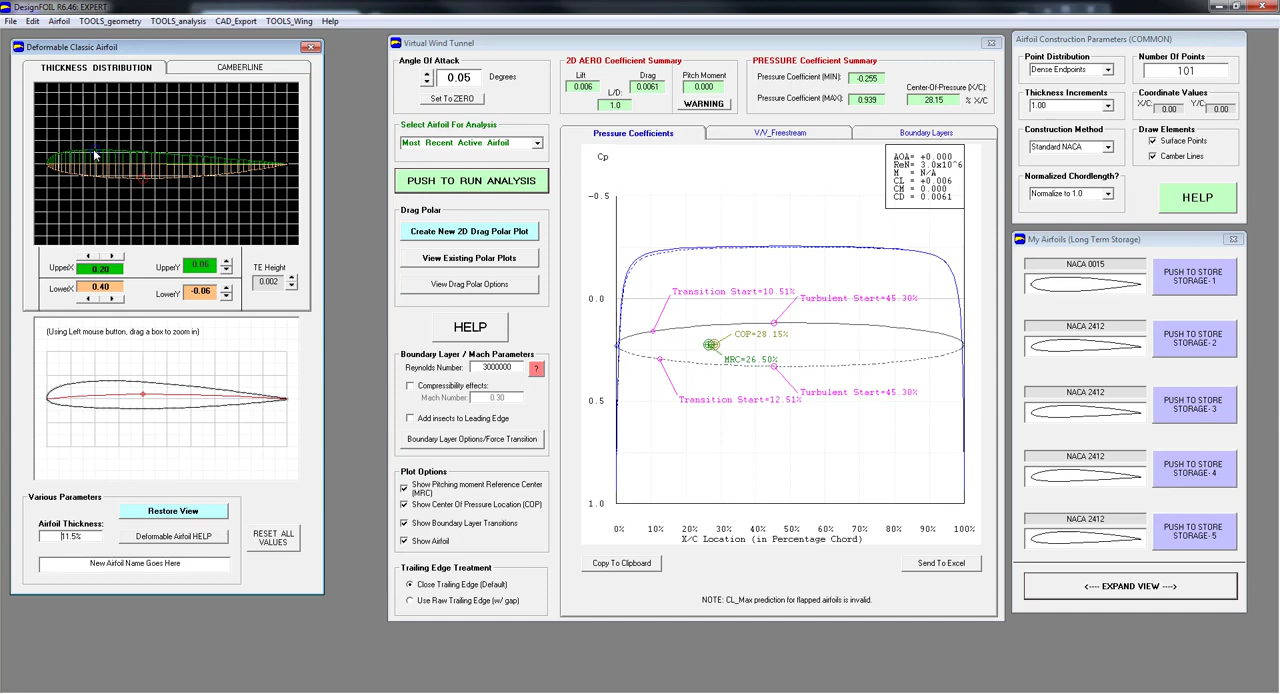 DesignFOIL R6.46: EXPERT
File Edit Airfoil TOOLS_geometry TOOLS_analysis CAD_Export TOOLS_Wing Help
Deformable Classic Airfoil
THICKNESS DISTRIBUTION CAMBERLINE
UpperX 0.20 UpperY 0.06 TE Height
LowerX 0.40 LowerY -0.06 0.002
(Using Left mouse button, drag a box to zoom in)
Various Parameters
Restore View
Airfoil Thickness:
11.5% Deformable Airfoil HELP
RESET ALL
VALUES
New Airfoil Name Goes Here
Virtual Wind Tunnel
Angle Of Attack
0.05 Degrees
Set To ZERO
2D AERO Coefficient Summary
Lift Drag Pitch Moment
0.006 L/D: 0.0061 0.000
1.0 WARNING
PRESSURE Coefficient Summary
Pressure Coefficient (MIN): -0.255
Center-Of-Pressure (X/C):
Pressure Coefficient (MAX): 0.939 28.15 % X/C
Select Airfoil For Analysis
Most Recent Active Airfoil
PUSH TO RUN ANALYSIS
Drag Polar
Create New 2D Drag Polar Plot
View Existing Polar Plots
View Drag Polar Options
HELP
Boundary Layer / Mach Parameters
Reynolds Number: 3000000 ?
Compressibility effects:
Mach Number: 0.30
Add insects to Leading Edge
Boundary Layer Options/Force Transition
Plot Options
Show Pitching moment Reference Center
(MRC)
Show Center Of Pressure Location (COP)
Show Boundary Layer Transitions
Show Airfoil
Trailing Edge Treatment
Close Trailing Edge (Default)
Use Raw Trailing Edge (w/ gap)
Pressure Coefficients V/V_Freestream Boundary Layers
Cp
AOA= +0.000
ReN= 3.0x10^6
M = N/A
CL = +0.006
CM = 0.000
CD = 0.0061
-0.5
0.0
0.5
1.0
Transition Start=10.51%
Turbulent Start=45.30%
COP=28.15%
MRC=26.50%
Transition Start=12.51%
Turbulent Start=45.30%
0% 10% 20% 30% 40% 50% 60% 70% 80% 90% 100%
X/C Location (in Percentage Chord)
Copy To Clipboard Send To Excel
NOTE: CL_Max prediction for flapped airfoils is invalid.
Airfoil Construction Parameters (COMMON)
Point Distribution Number Of Points
Dense Endpoints 101
Thickness Increments Coordinate Values
1.00 X/C: 0.00 Y/C: 0.00
Construction Method Draw Elements
Standard NACA Surface Points
Camber Lines
Normalized Chordlength?
Normalize to 1.0 HELP
My Airfoils (Long Term Storage)
NACA 0015
PUSH TO STORE
STORAGE-1
NACA 2412
PUSH TO STORE
STORAGE-2
NACA 2412
PUSH TO STORE
STORAGE-3
NACA 2412
PUSH TO STORE
STORAGE-4
NACA 2412
PUSH TO STORE
STORAGE-5
<---- EXPAND VIEW ---->